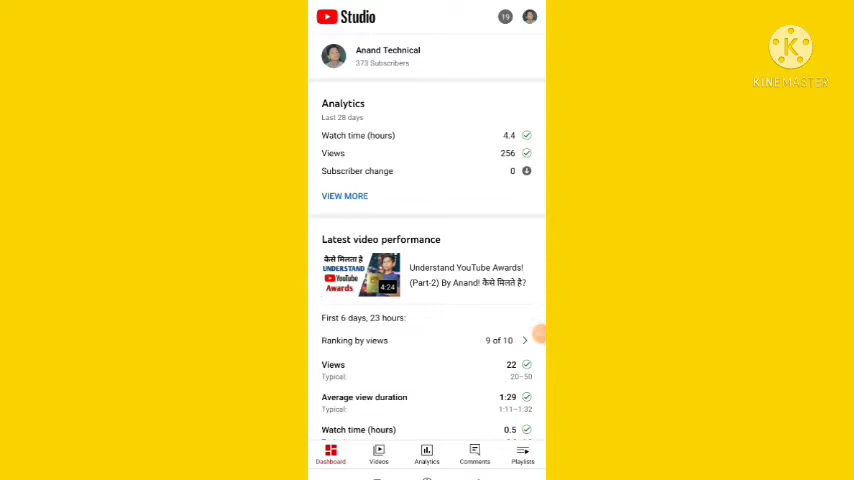 Studio
19
Anand Technical
373 Subscribers
Analytics
Last 28 days
Watch time (hours) 4.4
Views 256
Subscriber change 0
VIEW MORE
Latest video performance
कैसे मिलता है
UNDERSTAND
YouTube
Awards
4:24
Understand YouTube Awards!
(Part-2) By Anand! कैसे मिलते है?
First 6 days, 23 hours:
Ranking by views 9 of 10
Views 22
Typical: 20–50
Average view duration 1:29
Typical: 1:11–1:32
Watch time (hours) 0.5
Dashboard Videos Analytics Comments Playlists
K
KINEMASTER